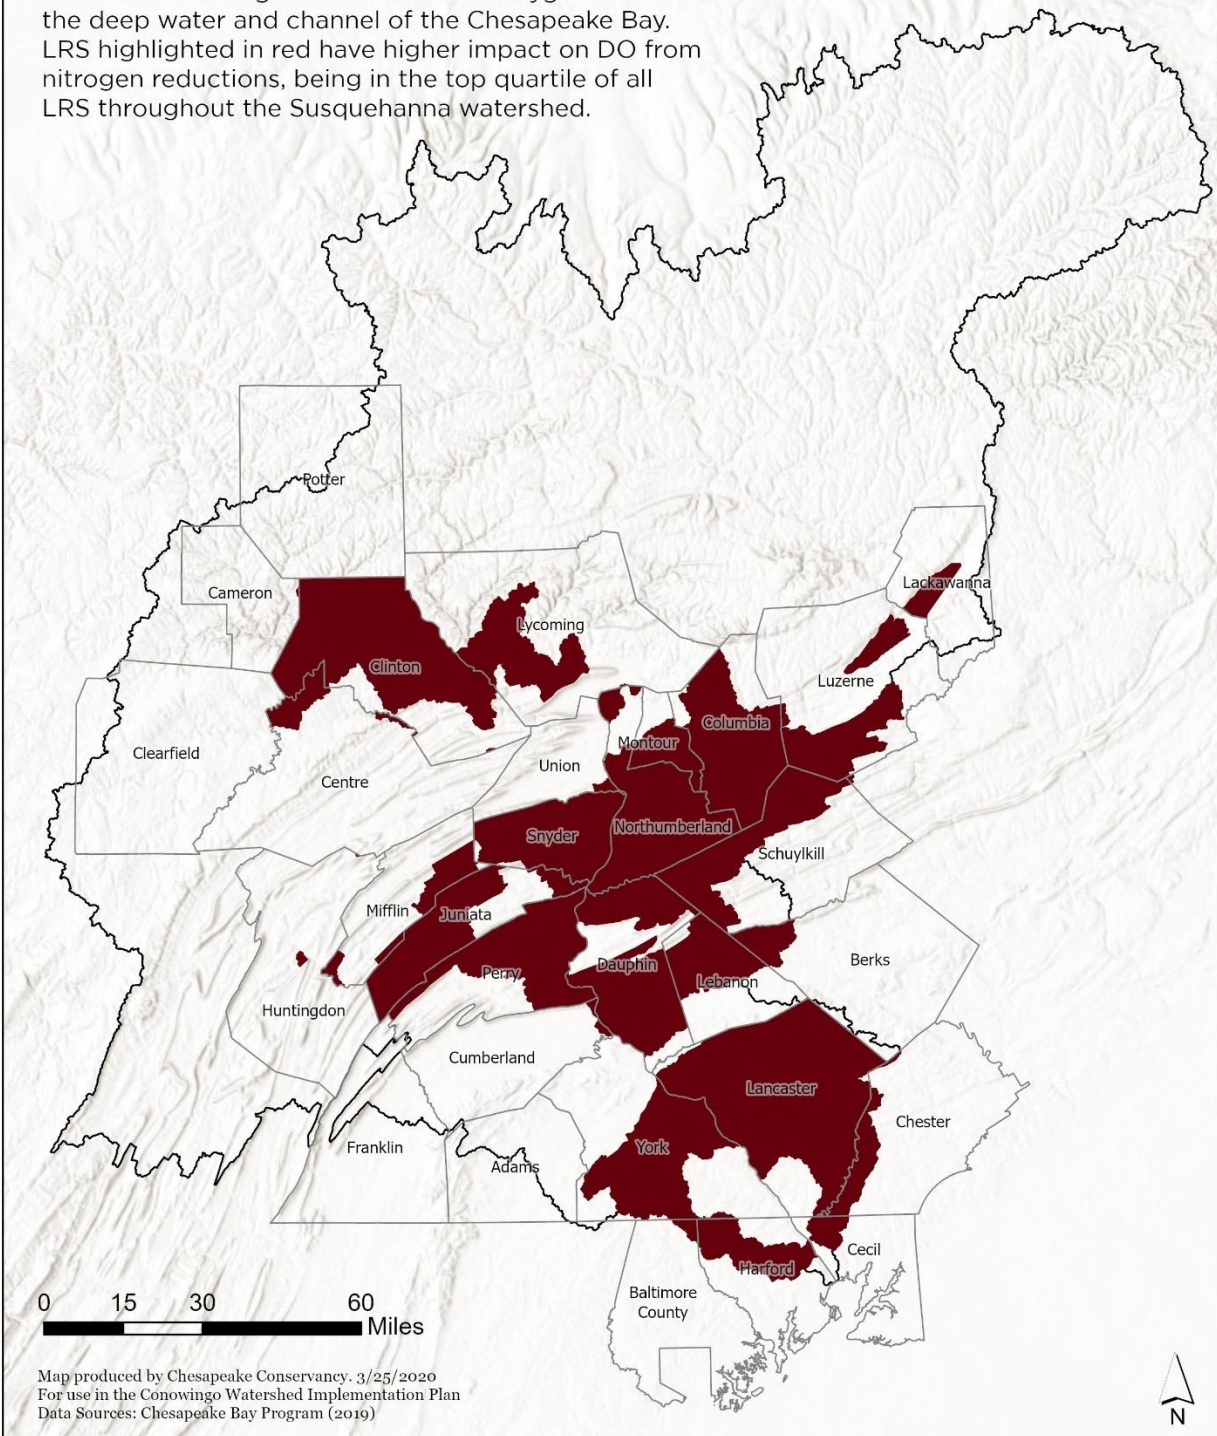 the deep water and channel of the Chesapeake Bay.
LRS highlighted in red have higher impact on DO from
nitrogen reductions, being in the top quartile of all
LRS throughout the Susquehanna watershed.
Potter
Cameron
Lackawanna
Lycoming
Clinton
Luzerne
Columbia
Montour
Clearfield
Union
Centre
Northumberland
Snyder
Schuylkill
Mifflin
Juniata
Berks
Dauphin
Perry
Lebanon
Huntingdon
Cumberland
Lancaster
Chester
Franklin
York
Adams
Cecil
Harford
Baltimore
County
0 15 30 60
Miles
Map produced by Chesapeake Conservancy. 3/25/2020
For use in the Conowingo Watershed Implementation Plan
Data Sources: Chesapeake Bay Program (2019)
N